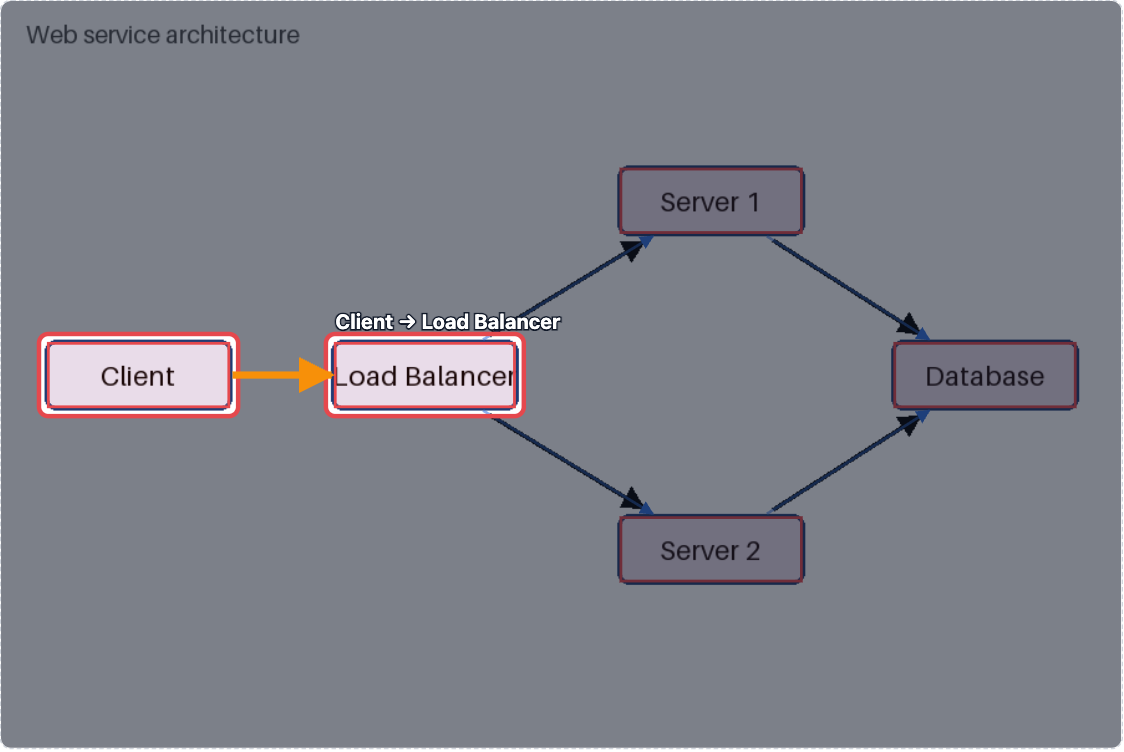 Web service architecture
Server 1
Client → Load Balancer
Client
Load Balancer
Database
Server 2